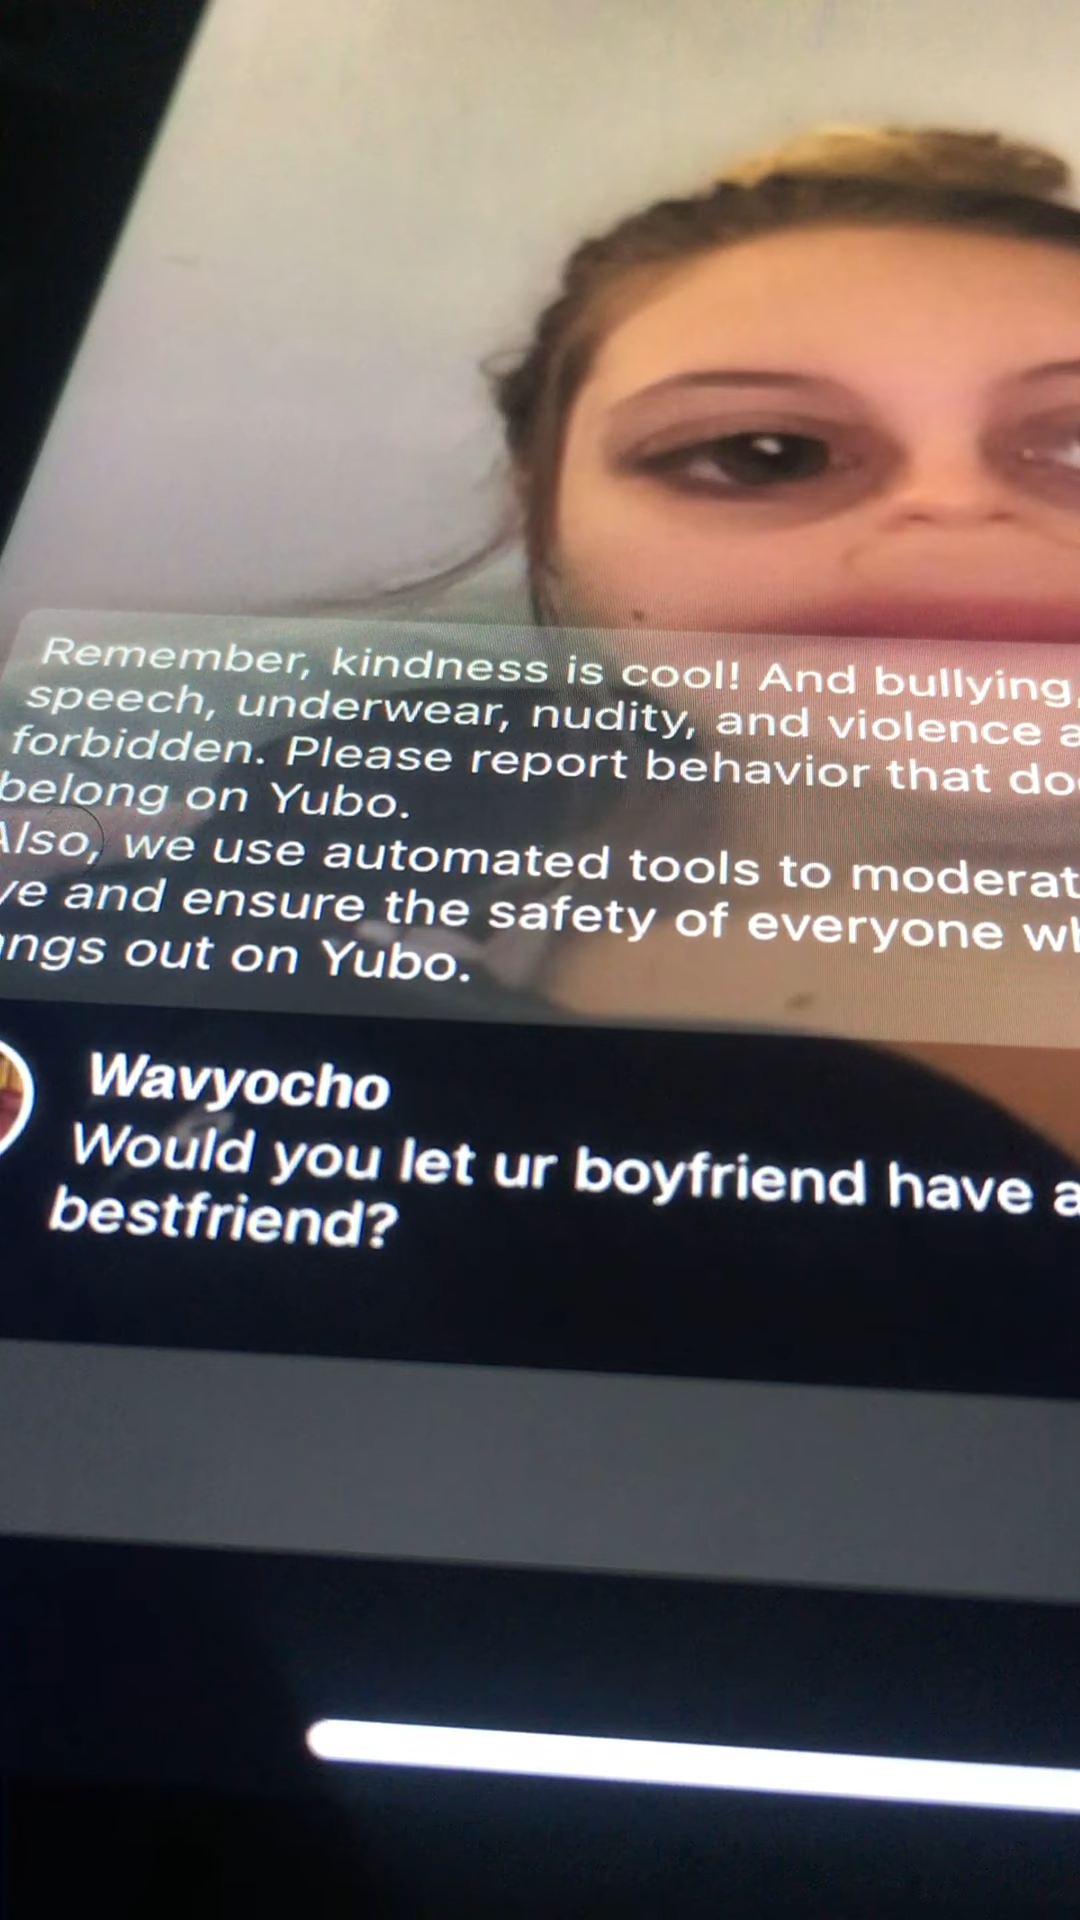 Remember, kindness is cool! And bullying,
speech, underwear, nudity, and violence a
forbidden. Please report behavior that do
belong on Yubo.
Also, we use automated tools to moderat
ve and ensure the safety of everyone wh
ngs out on Yubo.
Wavyocho
Would you let ur boyfriend have a
bestfriend?